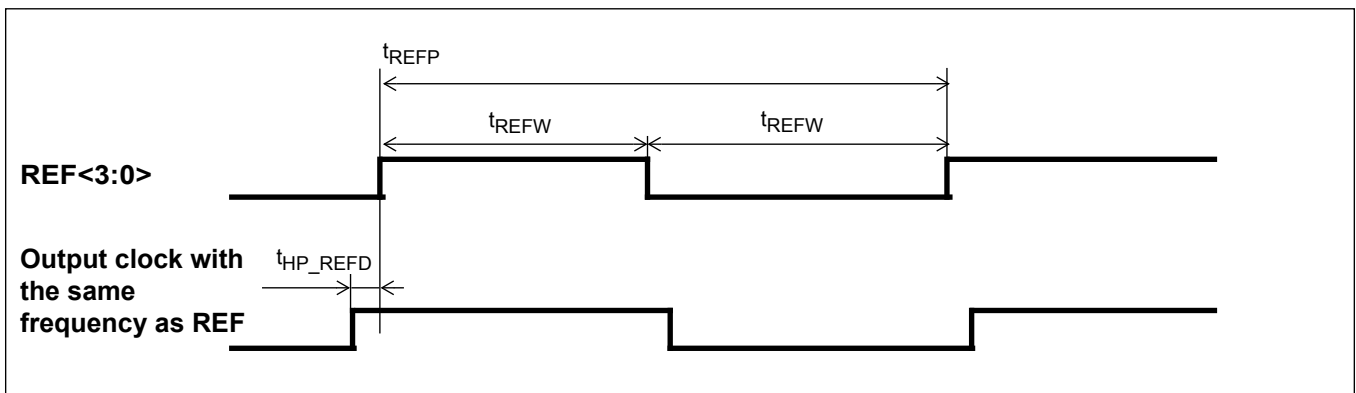 tREFP
tREFW
tREFW
REF<3:0>
Output clock with
the same
frequency as REF
tHP_REFD